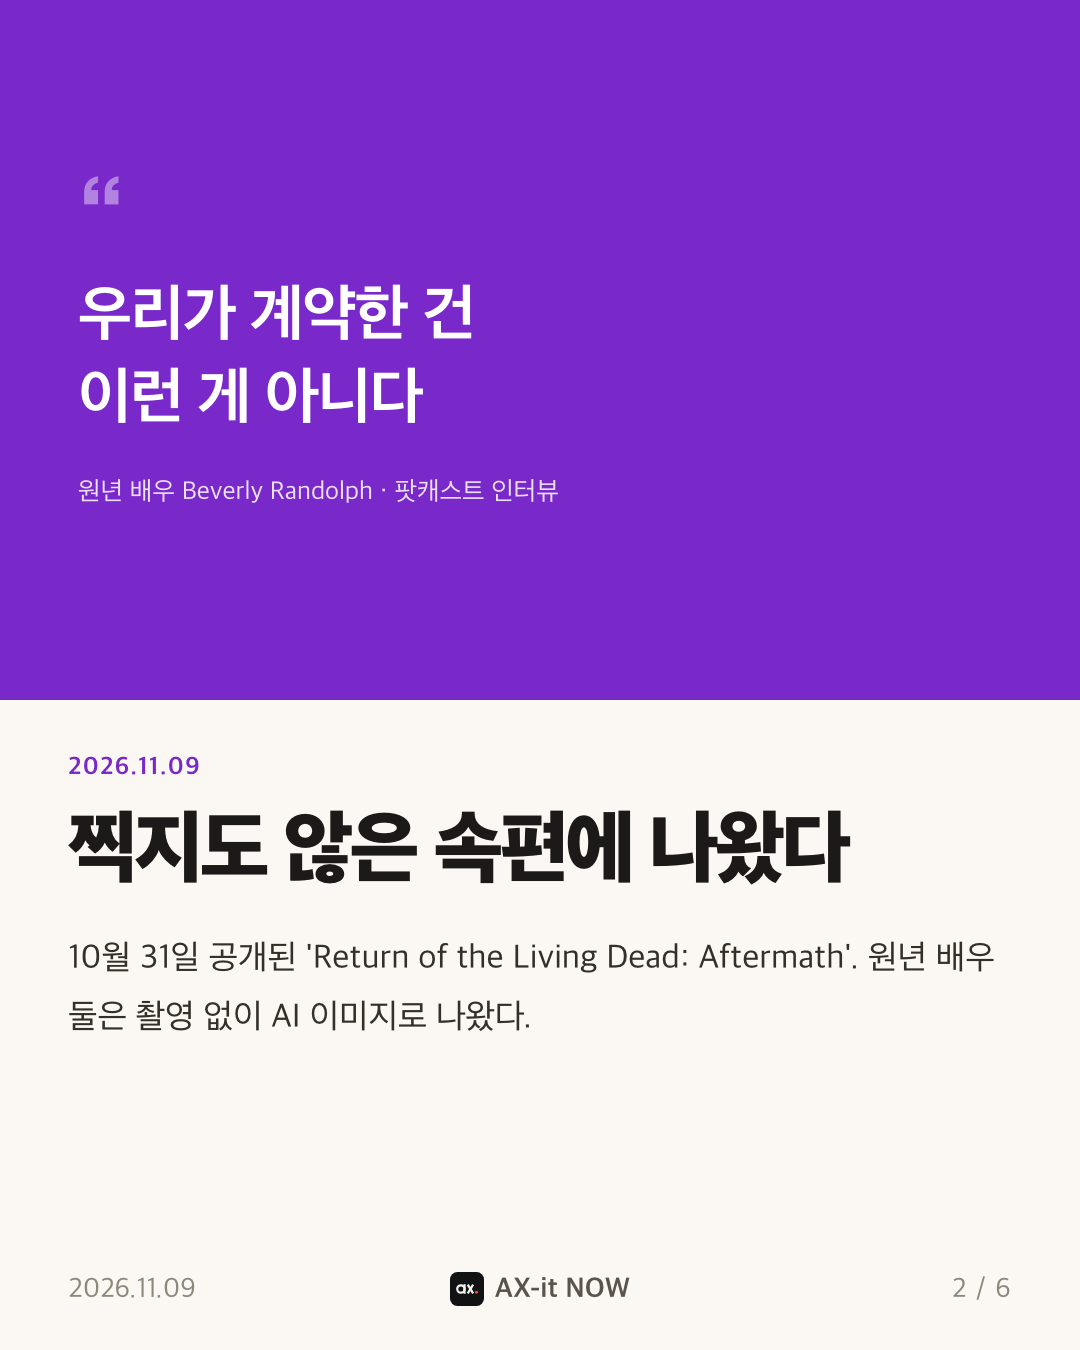 “
우리가 계약한 건
이런 게 아니다
원년 배우 Beverly Randolph · 팟캐스트 인터뷰
2026.11.09
찍지도 않은 속편에 나왔다
10월 31일 공개된 'Return of the Living Dead: Aftermath'. 원년 배우
둘은 촬영 없이 AI 이미지로 나왔다.
2026.11.09
ax. AX-it NOW
2 / 6